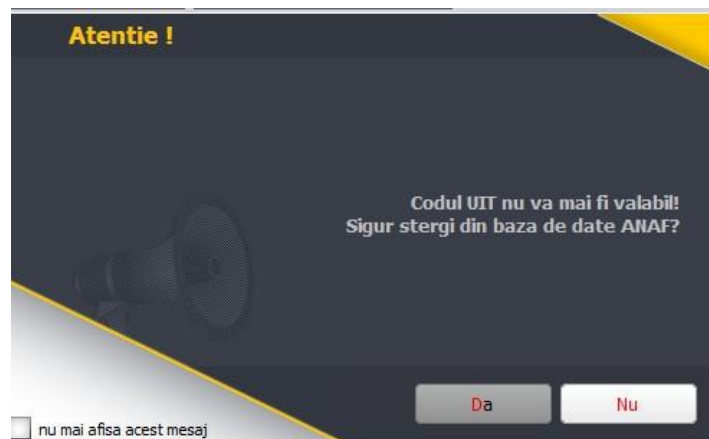 Atentie !
Codul UIT nu va mai fi valabil!
Sigur stergi din baza de date ANAF?
Da
Nu
nu mai afisa acest mesaj